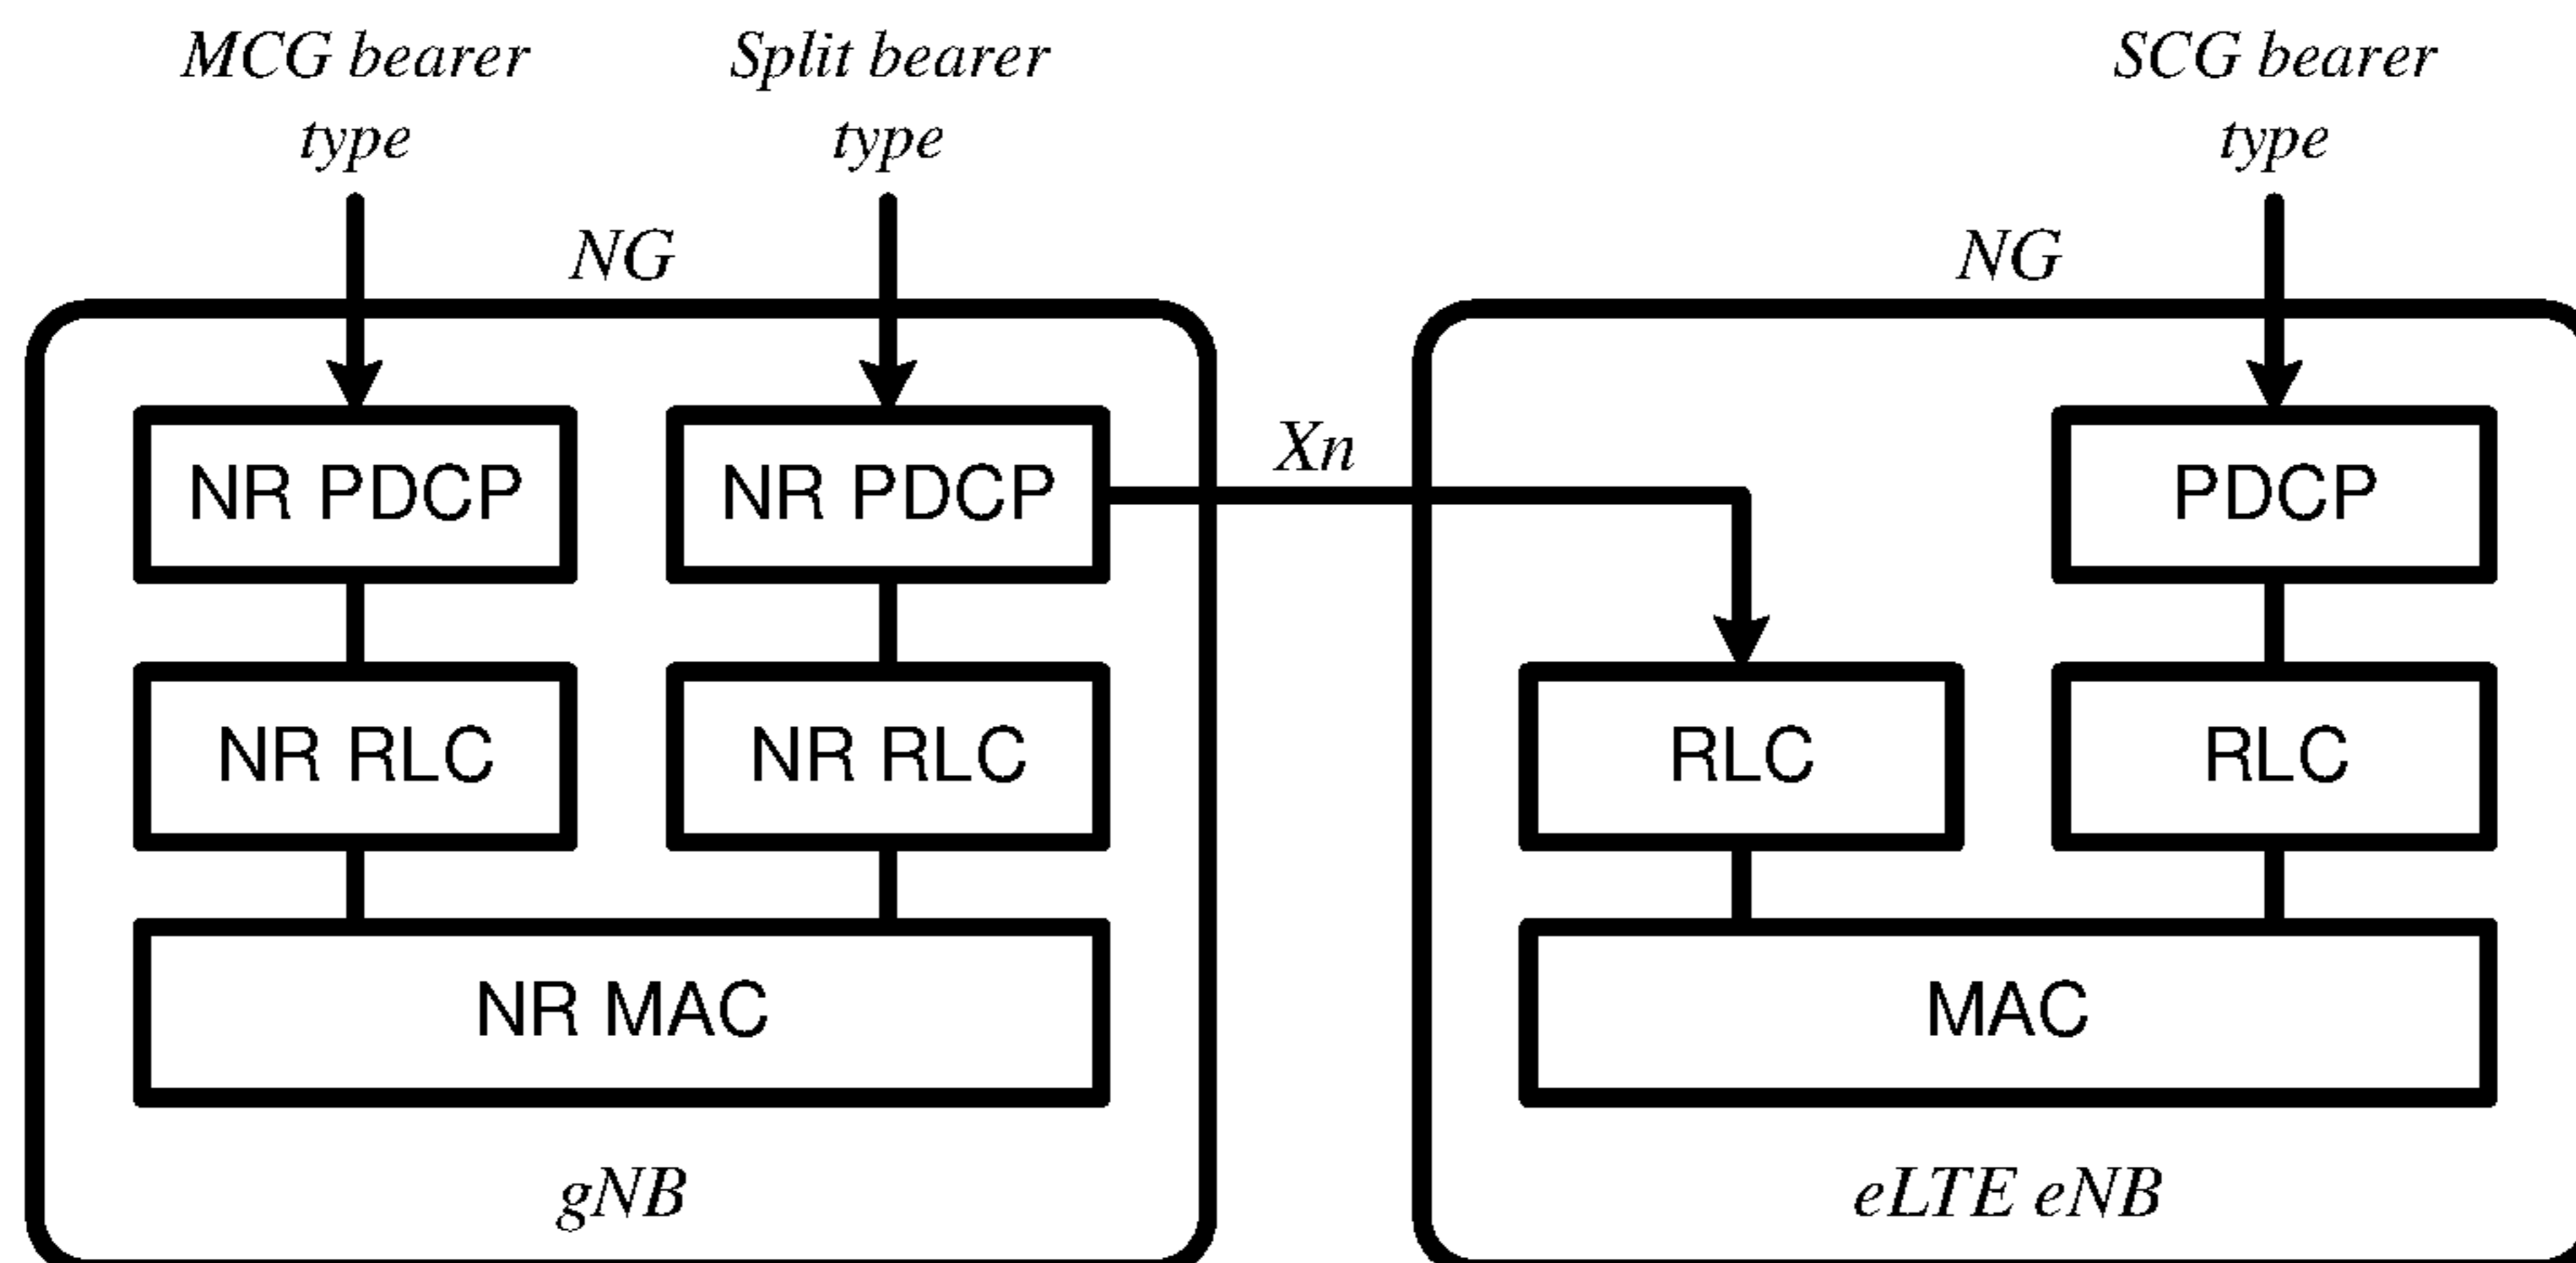 MCG bearer
type
Split bearer
type
SCG bearer
type
NG
NG
Xn
NR PDCP
NR PDCP
PDCP
NR RLC
NR RLC
RLC
RLC
NR MAC
MAC
gNB
eLTE eNB